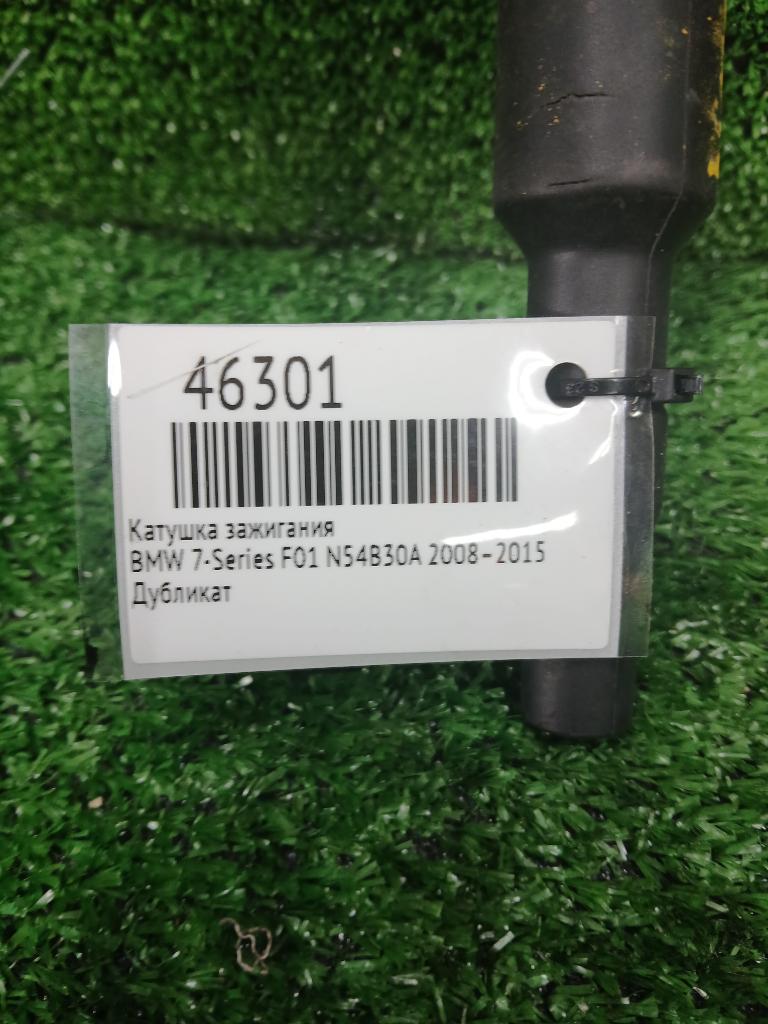 46301
Катушка зажигания
BMW 7-Series F01 N54B30A 2008-2015
Дубликат